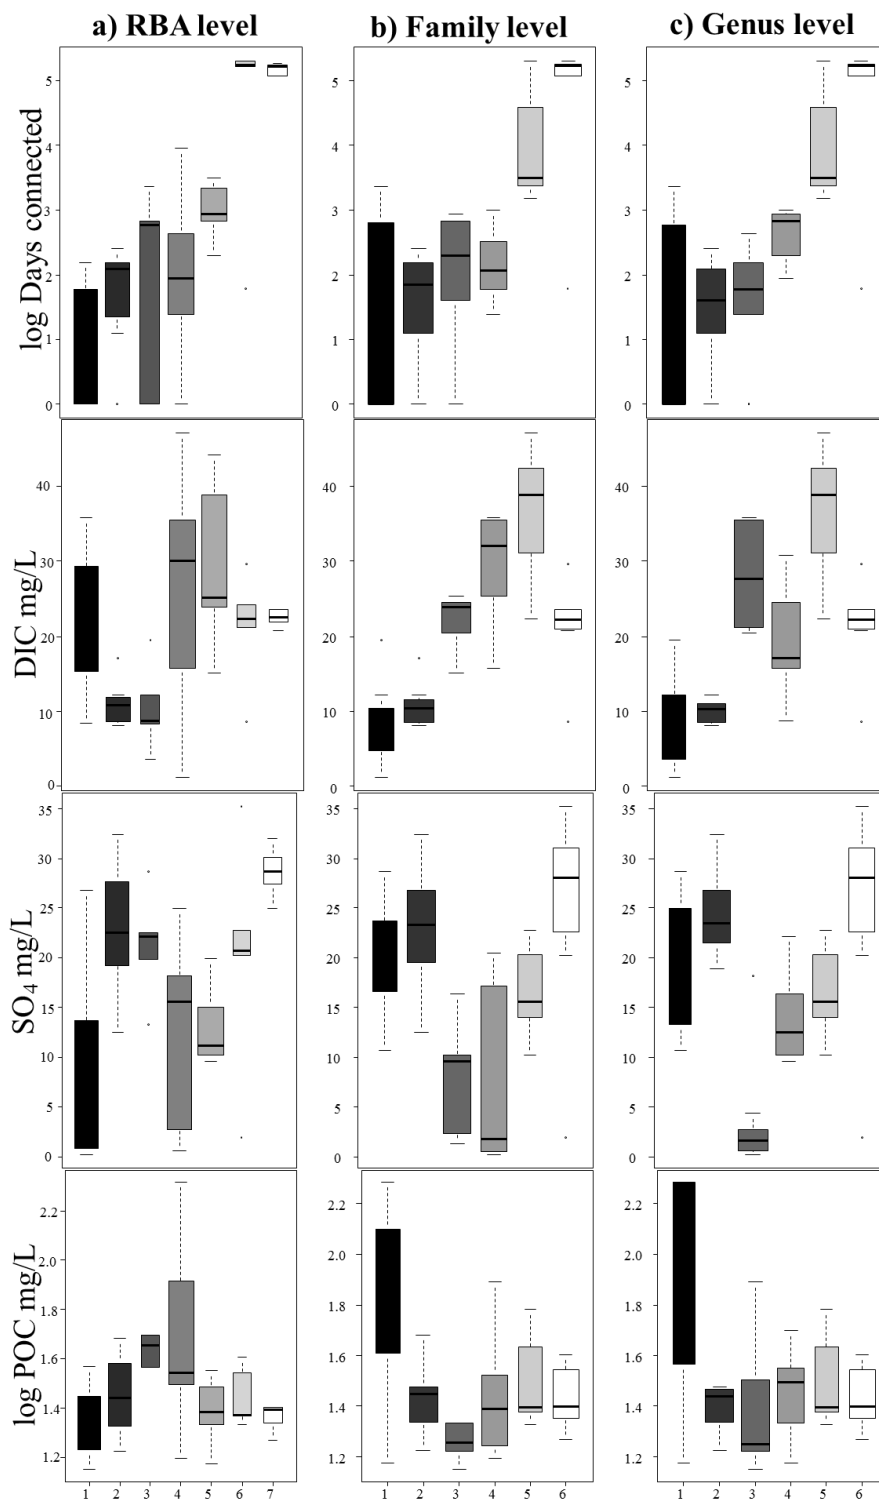 a) RBA level b) Family level c) Genus level
log Days connected
5 5 5
4 4 4
3 3 3
2 2 2
1 1 1
0 0 0
DIC mg/L
40 40 40
30 30 30
20 20 20
10 10 10
0 0 0
SO4 mg/L
35 35 35
30 30 30
25 25 25
20 20 20
15 15 15
10 10 10
5 5 5
0 0 0
log POC mg/L
2.2 2.2 2.2
2.0 2.0 2.0
1.8 1.8 1.8
1.6 1.6 1.6
1.4 1.4 1.4
1.2 1.2 1.2
1 2 3 4 5 6 7 1 2 3 4 5 6 1 2 3 4 5 6